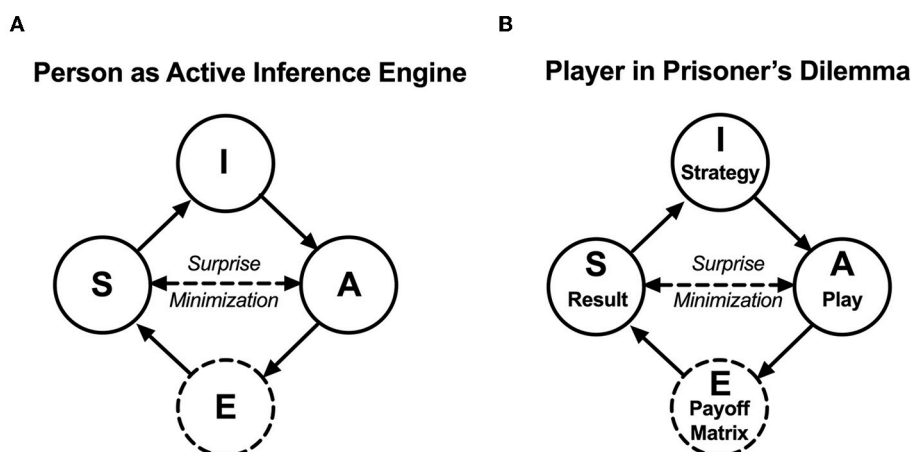 A
Person as Active Inference Engine
I
S
Surprise
Minimization
A
E
B
Player in Prisoner's Dilemma
I
Strategy
S
Result
Surprise
Minimization
A
Play
E
Payoff
Matrix